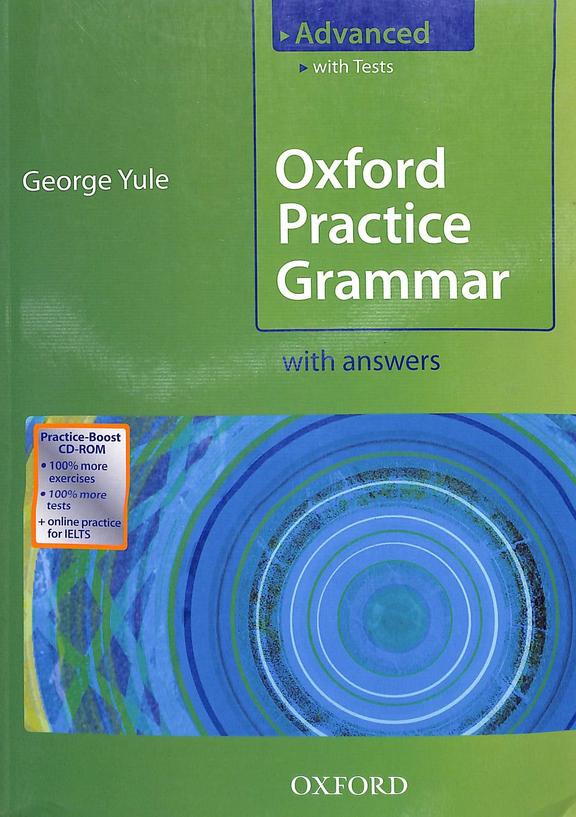 ▸ Advanced
▸ with Tests
George Yule
Oxford
Practice
Grammar
with answers
Practice-Boost
CD-ROM
• 100% more
exercises
• 100% more
tests
+ online practice
for IELTS
OXFORD